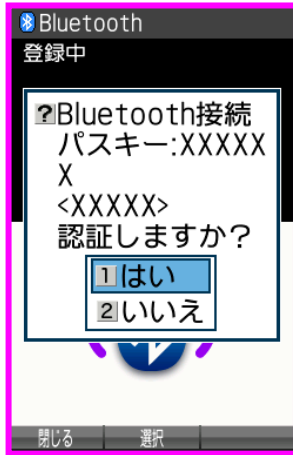 Bluetooth
登録中
?Bluetooth接続
パスキー:XXXXX
X
<XXXXX>
認証しますか？
1はい
2いいえ
閉じる 選択